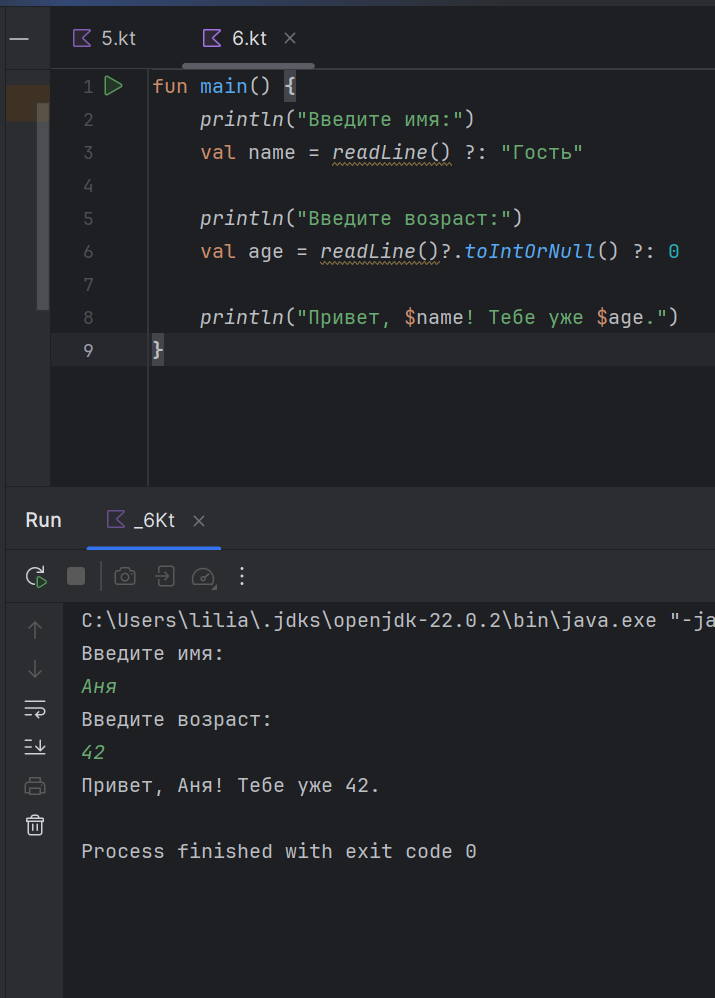 5.kt 6.kt
1 fun main() {
2 println("Введите имя:")
3 val name = readLine() ?: "Гость"
4
5 println("Введите возраст:")
6 val age = readLine()?.toIntOrNull() ?: 0
7
8 println("Привет, $name! Тебе уже $age.")
9 }
Run _6Kt
C:\Users\lilia\.jdks\openjdk-22.0.2\bin\java.exe "-ja
Введите имя:
Аня
Введите возраст:
42
Привет, Аня! Тебе уже 42.
Process finished with exit code 0